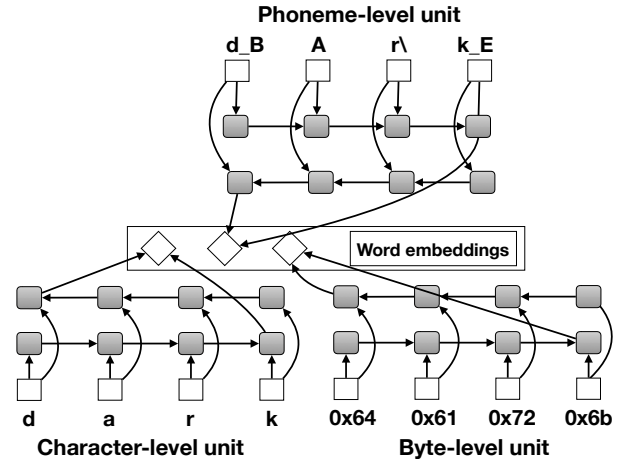 Phoneme-level unit
d_B A r\ k_E
Word embeddings
d a r k 0x64 0x61 0x72 0x6b
Character-level unit Byte-level unit